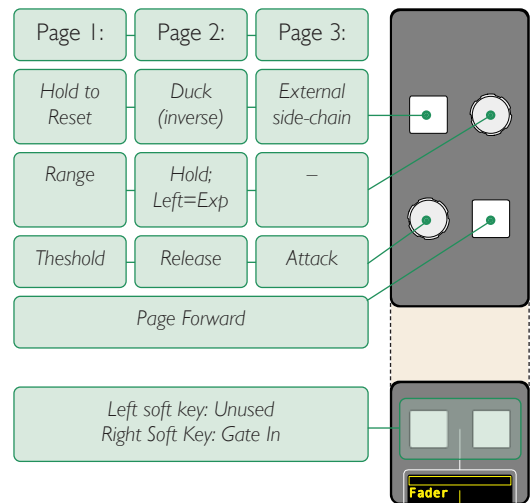 Page 1: Page 2: Page 3:
Hold to Reset Duck (inverse) External side-chain
Range Hold; Left=Exp –
Theshold Release Attack
Page Forward
Left soft key: Unused
Right Soft Key: Gate In
Fader